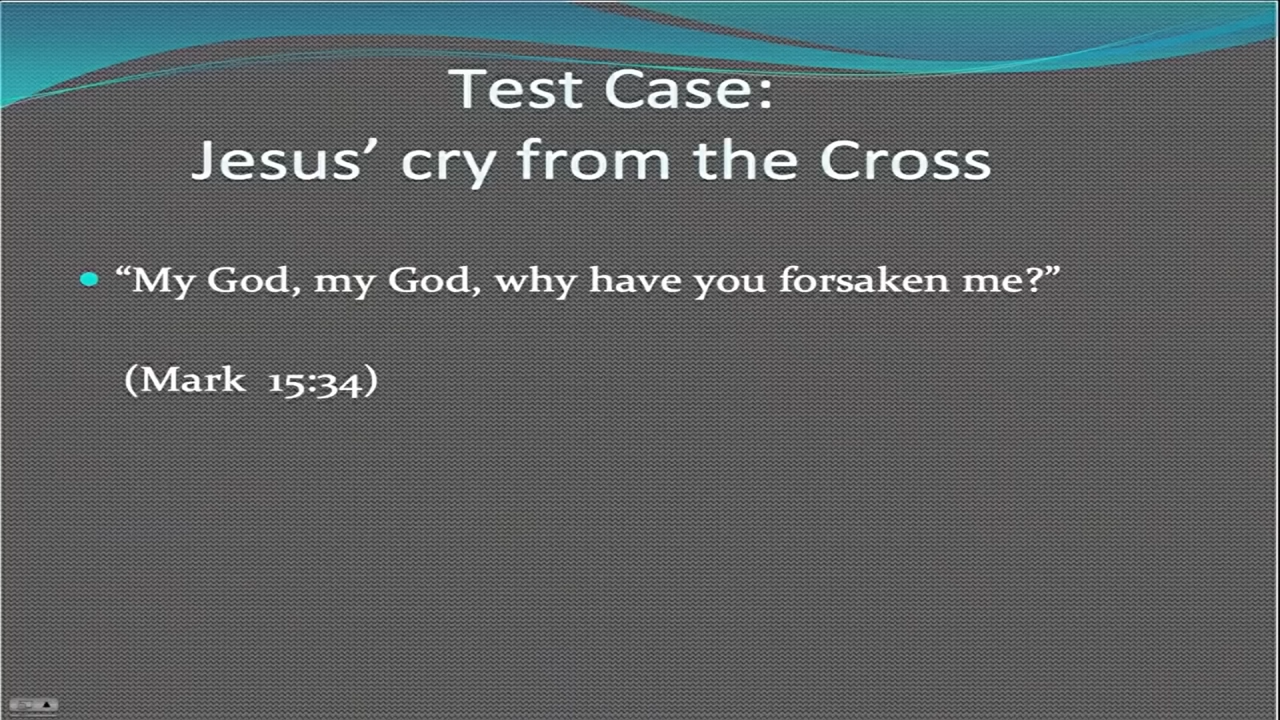 Test Case:
Jesus’ cry from the Cross
“My God, my God, why have you forsaken me?”
(Mark 15:34)